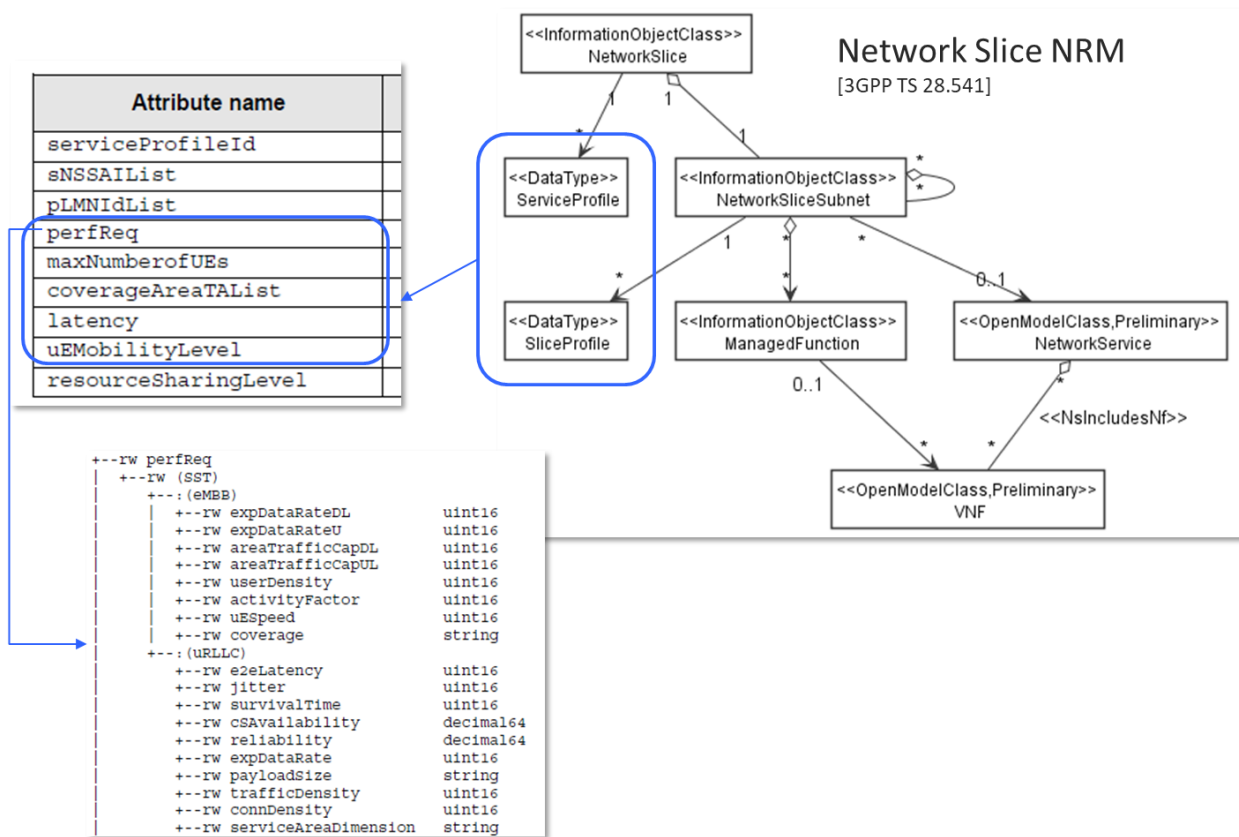 Network Slice NRM
[3GPP TS 28.541]
<<InformationObjectClass>>
NetworkSlice
1
1
*
1
<<DataType>>
ServiceProfile
<<InformationObjectClass>>
NetworkSliceSubnet
*
*
1
*
*
*
*
0..1
<<DataType>>
SliceProfile
<<InformationObjectClass>>
ManagedFunction
<<OpenModelClass,Preliminary>>
NetworkService
0..1
*
<<NsIncludesNf>>
*
*
<<OpenModelClass,Preliminary>>
VNF
Attribute name
serviceProfileId
sNSSAIList
pLMNIdList
perfReq
maxNumberofUEs
coverageAreaTAList
latency
uEMobilityLevel
resourceSharingLevel
+--rw perfReq
| +--rw (SST)
| +--:(eMBB)
| | +--rw expDataRateDL uint16
| | +--rw expDataRateU uint16
| | +--rw areaTrafficCapDL uint16
| | +--rw areaTrafficCapUL uint16
| | +--rw userDensity uint16
| | +--rw activityFactor uint16
| | +--rw uESpeed uint16
| | +--rw coverage string
| +--:(uRLLC)
| +--rw e2eLatency uint16
| +--rw jitter uint16
| +--rw survivalTime uint16
| +--rw cSAvailability decimal64
| +--rw reliability decimal64
| +--rw expDataRate uint16
| +--rw payloadSize string
| +--rw trafficDensity uint16
| +--rw connDensity uint16
| +--rw serviceAreaDimension string